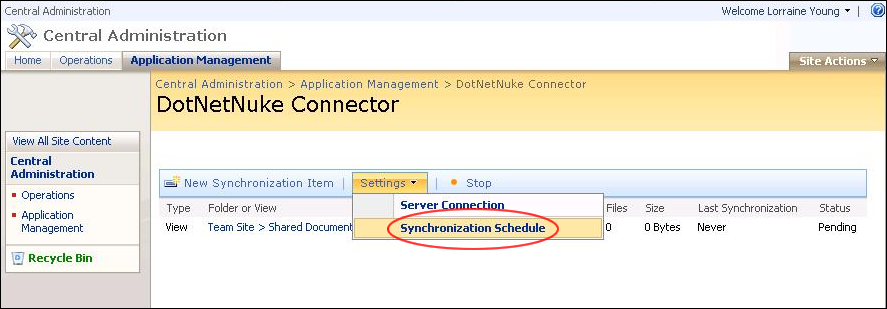 Central Administration
Welcome Lorraine Young
Central Administration
Home Operations Application Management
Site Actions
Central Administration > Application Management > DotNetNuke Connector
DotNetNuke Connector
View All Site Content
Central Administration
Operations
Application Management
Recycle Bin
New Synchronization Item | Settings | Stop
Server Connection
Synchronization Schedule
Type Folder or View Files Size Last Synchronization Status
View Team Site > Shared Document 0 0 Bytes Never Pending